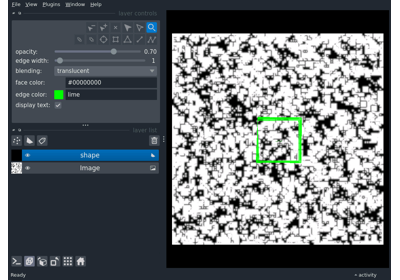 File View Plugins Window Help
layer controls
opacity: 0.70
edge width: 1
blending: translucent
face color: #00000000
edge color: lime
display text:
layer list
shape
Image
Ready
activity